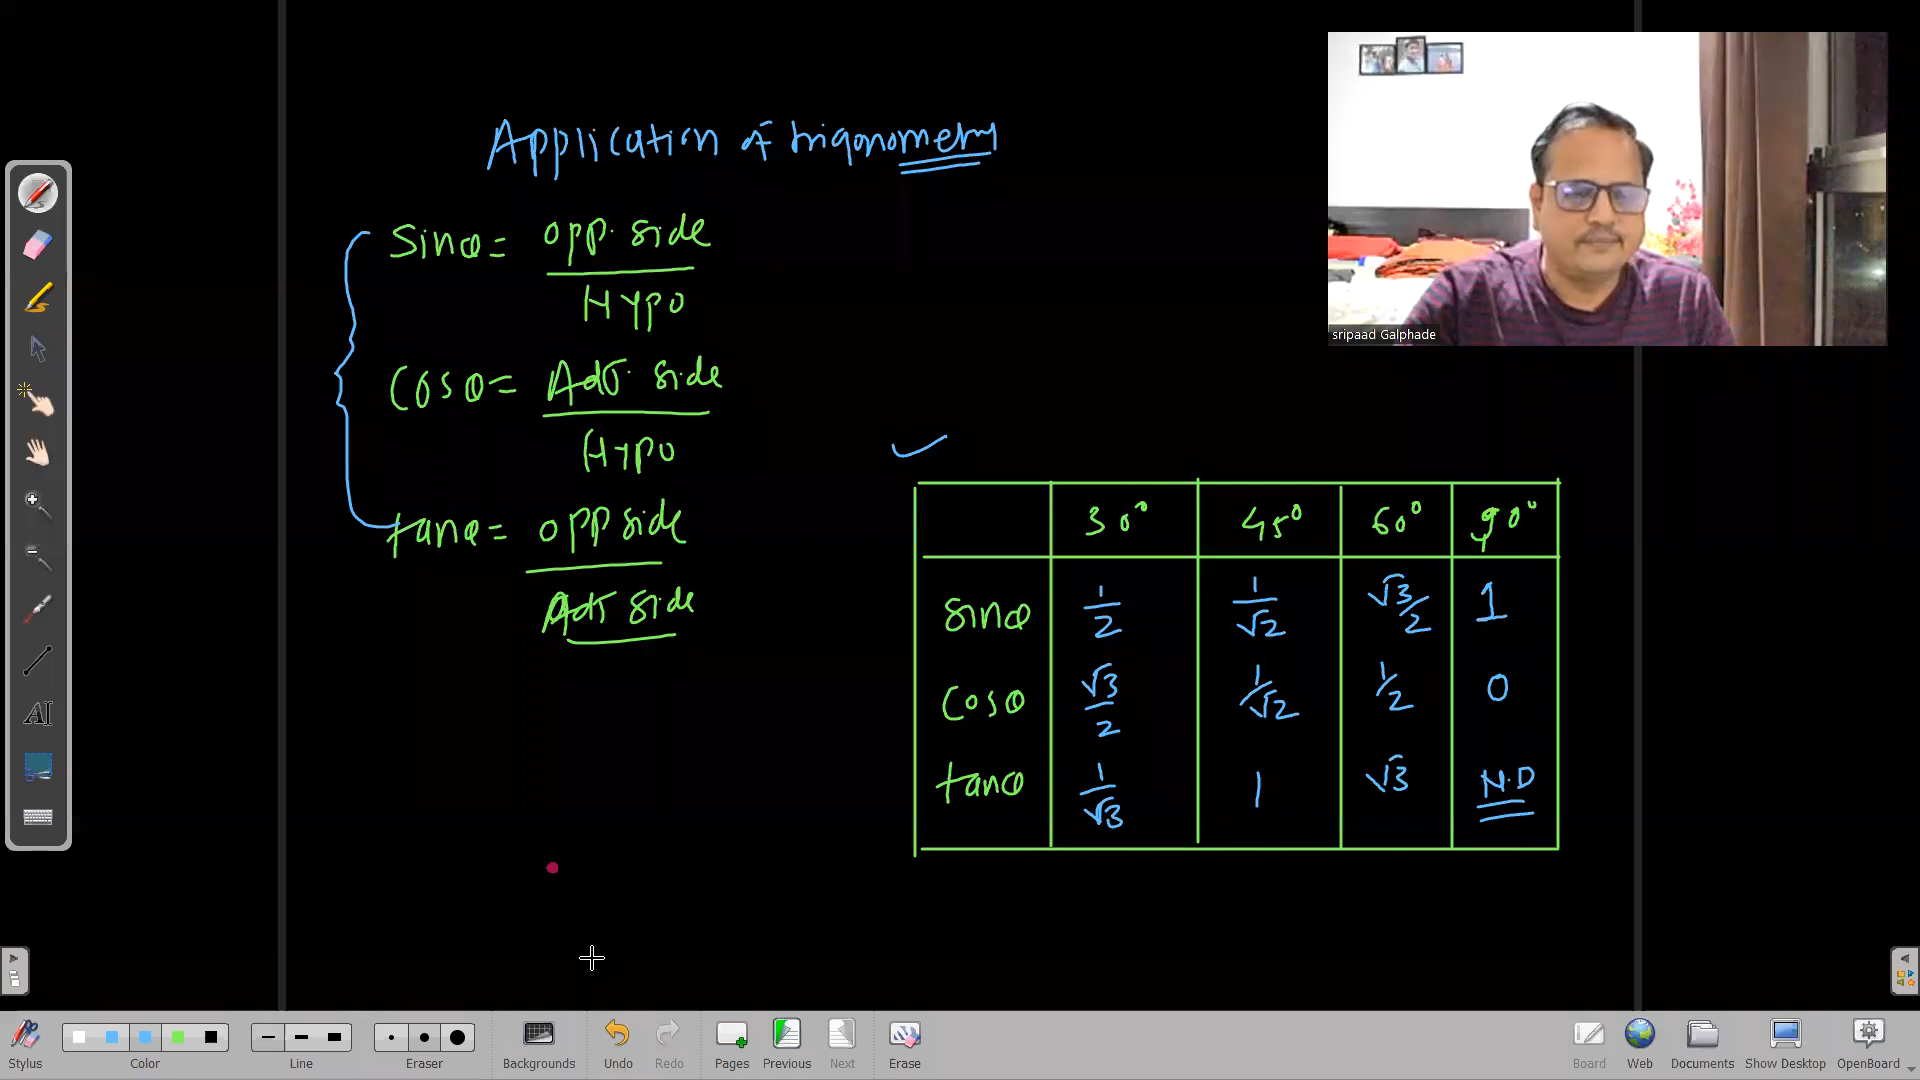 Application of trigonometry
sinθ = opp. side
Hypo
Cosθ = Adj. side
Hypo
tanθ = opp side
Adj side
30° 45° 60° 90°
sinθ 1/2 1/√2 √3/2 1
Cosθ √3/2 1/√2 1/2 0
tanθ 1/√3 1 √3 N.D
sripaad Galphade
Stylus Color Line Eraser Backgrounds Undo Redo Pages Previous Next Erase Board Web Documents Show Desktop OpenBoard